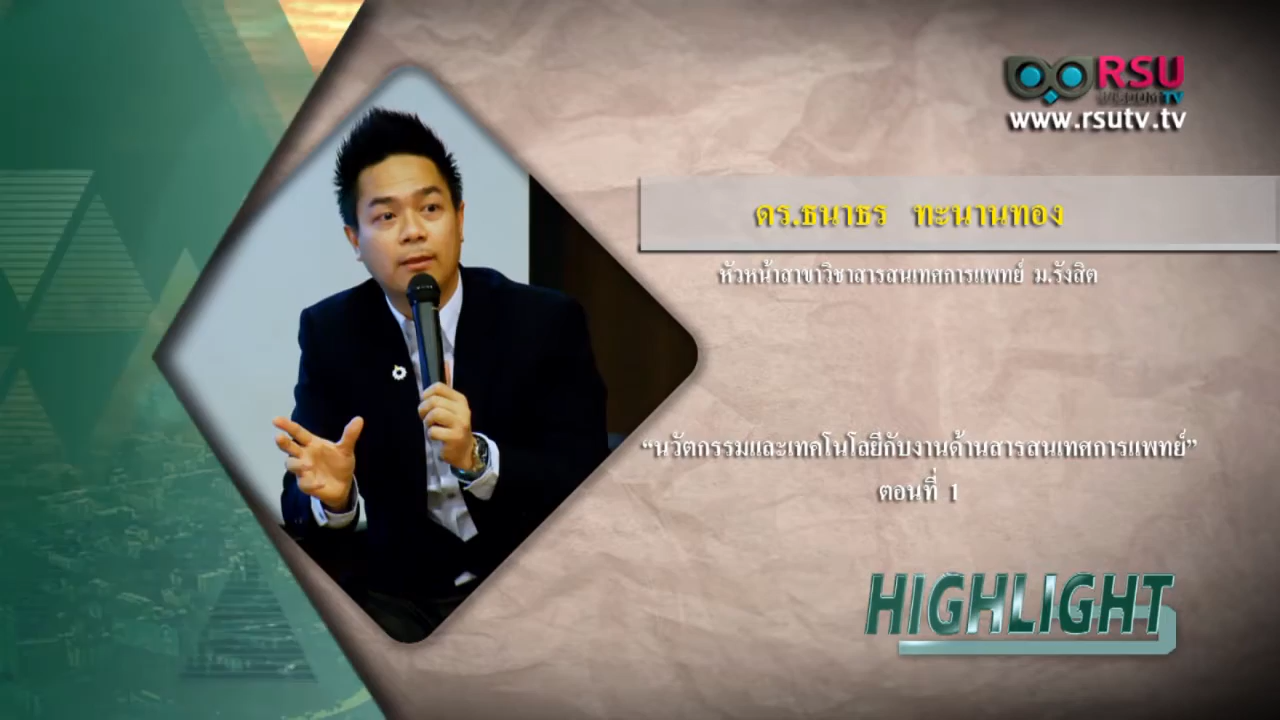 RSU
WISDOM TV
www.rsutv.tv
ดร.ธนาธร ทะนานทอง
หัวหน้าสาขาวิชาสารสนเทศการแพทย์ ม.รังสิต
“นวัตกรรมและเทคโนโลยีกับงานด้านสารสนเทศการแพทย์”
ตอนที่ 1
HIGHLIGHT